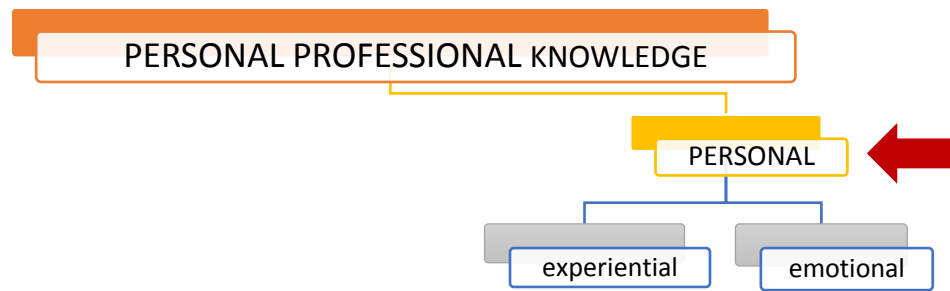 PERSONAL PROFESSIONAL KNOWLEDGE
PERSONAL
experiential
emotional